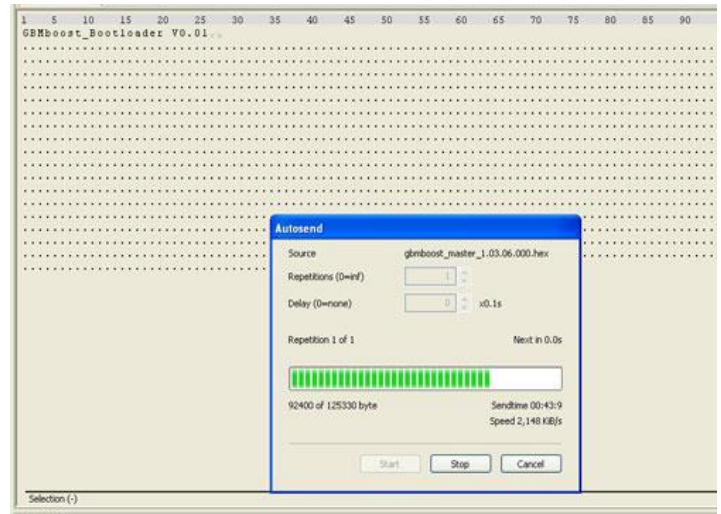 1 5 10 15 20 25 30 35 40 45 50 55 60 65 70 75 80 85 90
GBMboost_Bootloader V0.01
Autosend
Source gbmboost_master_1.03.06.000.hex
Repetitions (0=inf) 1
Delay (0=none) 0 x0.1s
Repetition 1 of 1 Next in 0.0s
92400 of 125330 byte Sendtime 00:43:9
Speed 2,148 KiB/s
Start Stop Cancel
Selection (-)